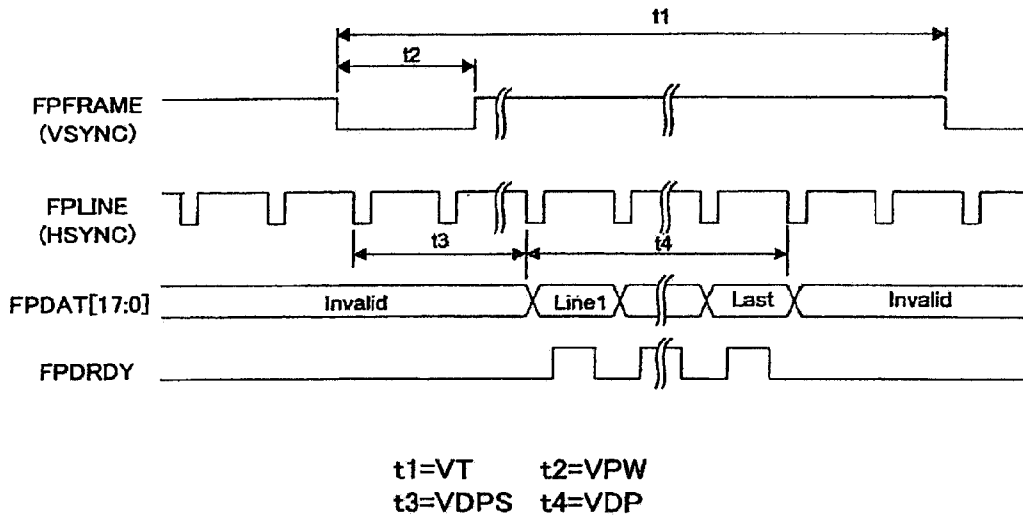 t1
t2
FPFRAME
(VSYNC)
FPLINE
(HSYNC)
t3
t4
FPDAT[17:0]
Invalid
Line1
Last
Invalid
FPDRDY
t1=VT t2=VPW
t3=VDPS t4=VDP